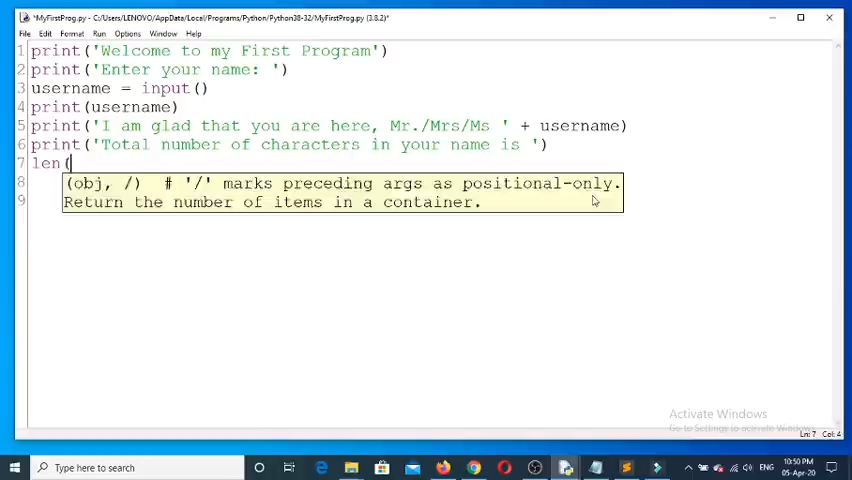 *MyFirstProg.py - C:/Users/LENOVO/AppData/Local/Programs/Python/Python38-32/MyFirstProg.py (3.8.2)*
File Edit Format Run Options Window Help
1 print('Welcome to my First Program')
2 print('Enter your name: ')
3 username = input()
4 print(username)
5 print('I am glad that you are here, Mr./Mrs/Ms ' + username)
6 print('Total number of characters in your name is ')
7 len(
8 (obj, /) # '/' marks preceding args as positional-only.
9 Return the number of items in a container.
Activate Windows
Go to Settings to activate Windows.
Ln: 7 Col: 4
Type here to search
ENG
10:50 PM
05-Apr-20